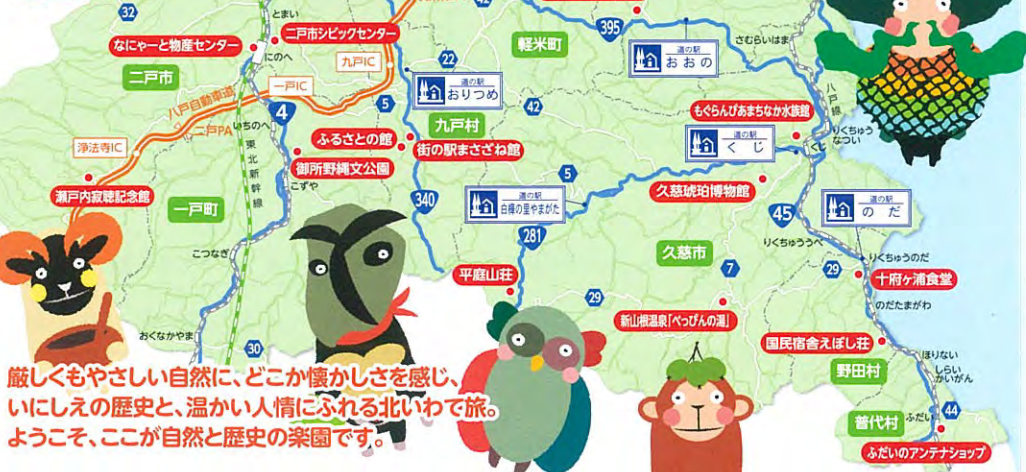 32
とまい
42
395
なにゃーと物産センター
二戸市シビックセンター
にのへ
軽米町
さむらいはま
道の駅
おおの
二戸市
九戸IC
22
一戸IC
道の駅
おりつめ
八戸自動車道
二戸PA
4
5
42
八戸線
もぐらんぴあまちなか水族館
いちのへ
九戸村
りくちゅう
なつい
浄法寺IC
ふるさとの館
街の駅まさざね館
道の駅
くじ
くじ
東北新幹線
御所野縄文公園
こずや
5
久慈琥珀博物館
瀬戸内寂聴記念館
340
道の駅
白樺の里やまがた
45
道の駅
のだ
一戸町
281
りくちゅううべ
こつなぎ
久慈市
りくちゅうのだ
平庭山荘
7
29
十府ヶ浦食堂
29
のだたまがわ
新山根温泉「べっぴんの湯」
おくなかやま
国民宿舎えぼし荘
30
ほりない
野田村
しらい
かいがん
普代村
ふだい
44
ふだいのアンテナショップ
厳しくもやさしい自然に、どこか懐かしさを感じ、
いにしえの歴史と、温かい人情にふれる北いわて旅。
ようこそ、ここが自然と歴史の楽園です。